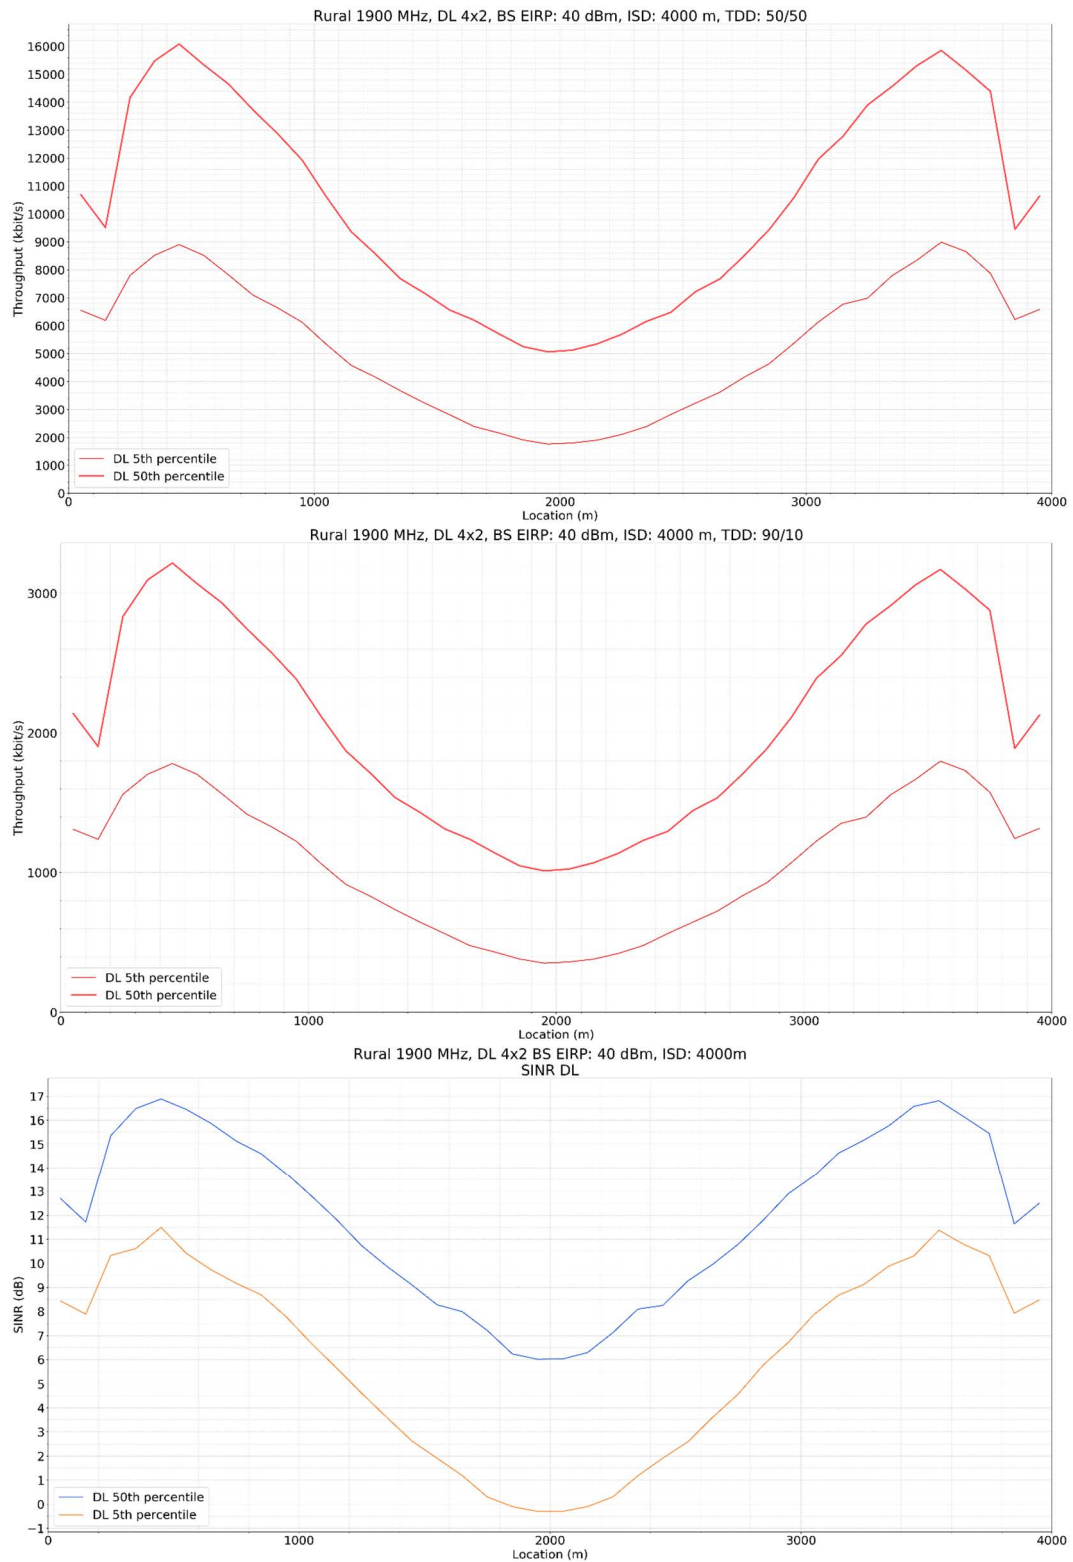 Rural 1900 MHz, DL 4x2, BS EIRP: 40 dBm, ISD: 4000 m, TDD: 50/50
16000
15000
14000
13000
12000
11000
10000
9000
8000
7000
6000
5000
4000
3000
2000
1000
0
Throughput (kbit/s)
DL 5th percentile
DL 50th percentile
0 1000 2000 3000 4000
Location (m)
Rural 1900 MHz, DL 4x2, BS EIRP: 40 dBm, ISD: 4000 m, TDD: 90/10
3000
2000
1000
0
Throughput (kbit/s)
DL 5th percentile
DL 50th percentile
0 1000 2000 3000 4000
Location (m)
Rural 1900 MHz, DL 4x2 BS EIRP: 40 dBm, ISD: 4000m
SINR DL
17
16
15
14
13
12
11
10
9
8
7
6
5
4
3
2
1
0
−1
SINR (dB)
DL 50th percentile
DL 5th percentile
0 1000 2000 3000 4000
Location (m)